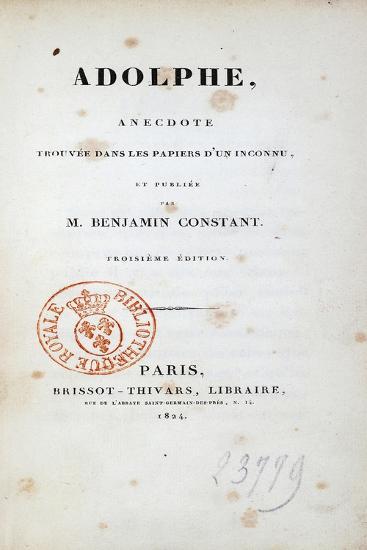 ADOLPHE,
ANECDOTE
TROUVÉE DANS LES PAPIERS D'UN INCONNU,
ET PUBLIÉE
PAR
M. BENJAMIN CONSTANT.
TROISIÈME ÉDITION.
BIBLIOTHEQUE ROYALE
PARIS,
BRISSOT-THIVARS, LIBRAIRE,
RUE DE L'ABBAYE SAINT-GERMAIN-DES-PRÉS, N. 14.
1824.
23779